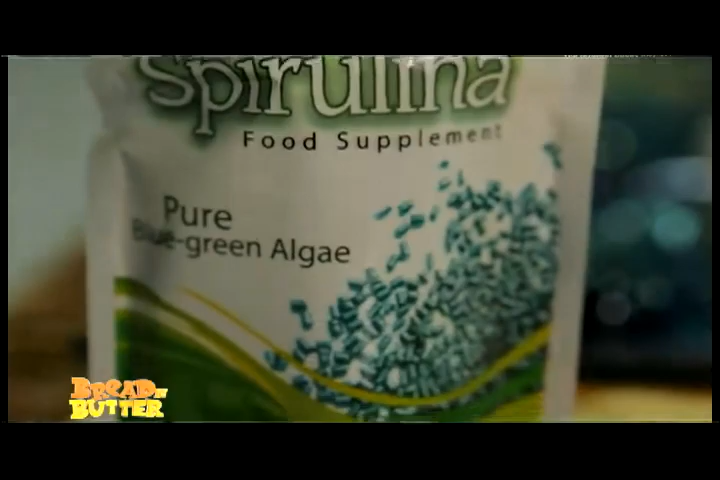 Spirulina
Food Supplement
Pure
Blue-green Algae
BREAD N
BUTTER